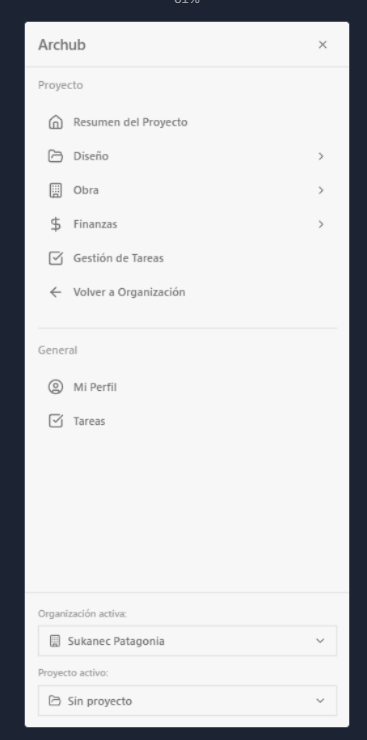 81%
Archub
Proyecto
Resumen del Proyecto
Diseño
Obra
Finanzas
Gestión de Tareas
Volver a Organización
General
Mi Perfil
Tareas
Organización activa:
Sukanec Patagonia
Proyecto activo:
Sin proyecto